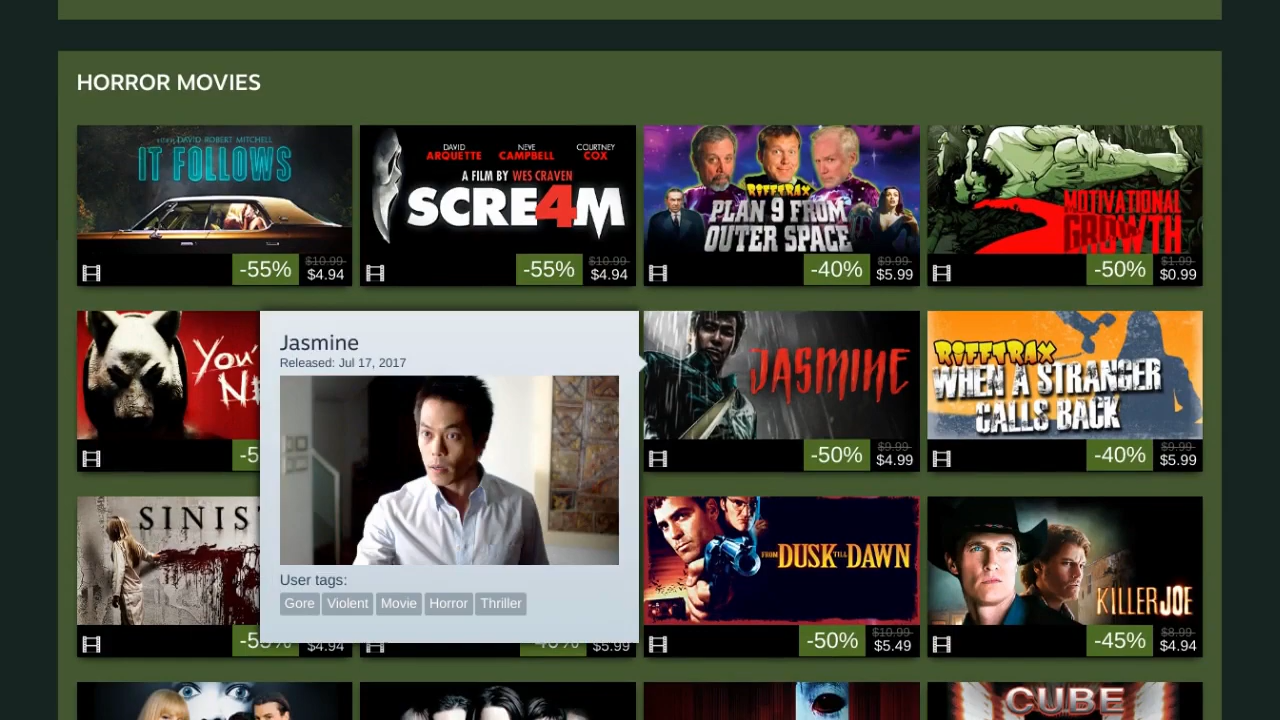 HORROR MOVIES
DAVID ROBERT MITCHELL
IT FOLLOWS
-55%
$10.99
$4.94
DAVID ARQUETTE
NEVE CAMPBELL
COURTNEY COX
A FILM BY WES CRAVEN
SCRE4M
-55%
$10.99
$4.94
RIFFTRAX
PLAN 9 FROM
OUTER SPACE
-40%
$9.99
$5.99
MOTIVATIONAL
GROWTH
-50%
$1.99
$0.99
You'
N
-5
Jasmine
Released: Jul 17, 2017
User tags:
Gore Violent Movie Horror Thriller
JASMINE
-50%
$9.99
$4.99
RIFFTRAX
WHEN A STRANGER
CALLS BACK
-40%
$9.99
$5.99
SINIS
-55%
$4.94
-40%
$5.99
FROM DUSK TILL DAWN
-50%
$10.99
$5.49
KILLER JOE
-45%
$8.99
$4.94
CUBE